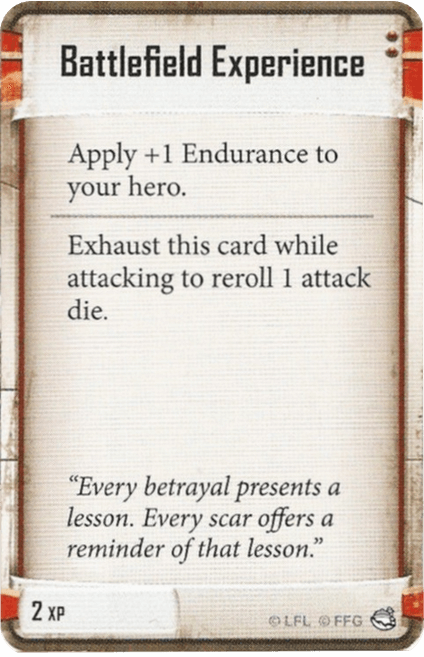 Battlefield Experience
Apply +1 Endurance to
your hero.
Exhaust this card while
attacking to reroll 1 attack
die.
“Every betrayal presents a
lesson. Every scar offers a
reminder of that lesson.”
2 XP
© LFL © FFG